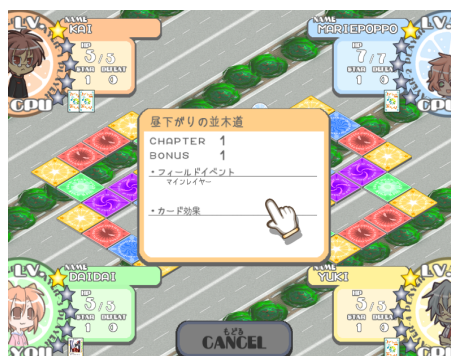 LV.
NAME
KAI
HP
5/5
STAR DEFEAT
1 0
CPU
NAME
MARIEPOPPO
LV.
HP
7/7
STAR DEFEAT
1 0
CPU
昼下がりの並木道
CHAPTER 1
BONUS 1
・フィールドイベント
マインレイヤー
・カード効果
LV.
NAME
DAIDAI
HP
5/5
STAR DEFEAT
1 0
YOU
NAME
YUKI
LV.
HP
5/5
STAR DEFEAT
1 0
CPU
もどる
CANCEL